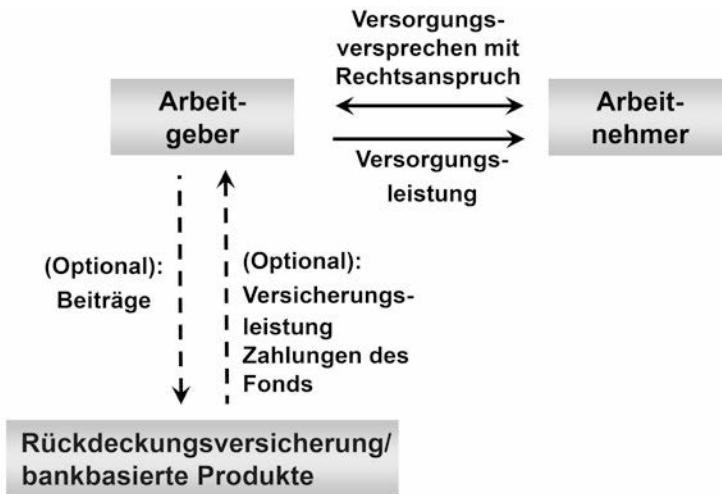 Versorgungs-
versprechen mit
Rechtsanspruch
Arbeit-
geber
Arbeit-
nehmer
Versorgungs-
leistung
(Optional):
Beiträge
(Optional):
Versicherungs-
leistung
Zahlungen des
Fonds
Rückdeckungsversicherung/
bankbasierte Produkte